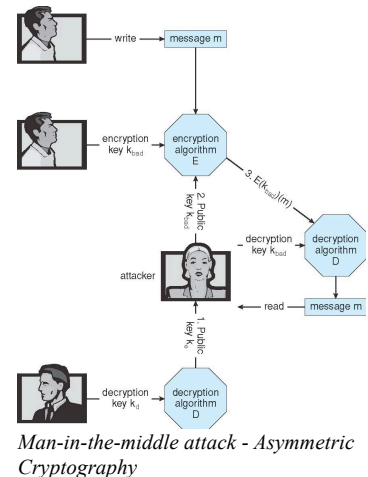 write
message m
encryption
key k_bad
encryption
algorithm
E
3. E(k_bad)(m)
2. Public
key k_bad
decryption
key k_bad
decryption
algorithm
D
attacker
read
message m
1. Public
key k_e
decryption
key k_d
decryption
algorithm
D
Man-in-the-middle attack - Asymmetric
Cryptography